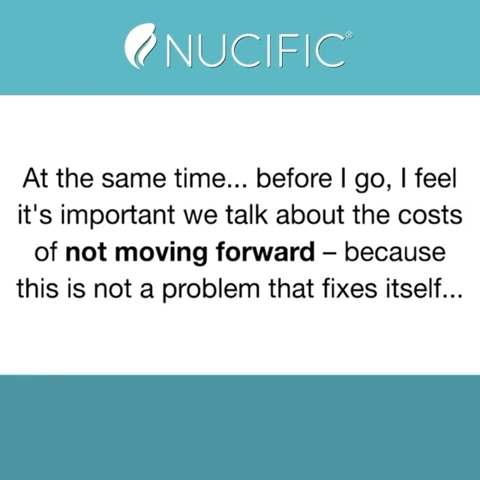 NUCIFIC®
At the same time... before I go, I feel
it's important we talk about the costs
of not moving forward – because
this is not a problem that fixes itself...